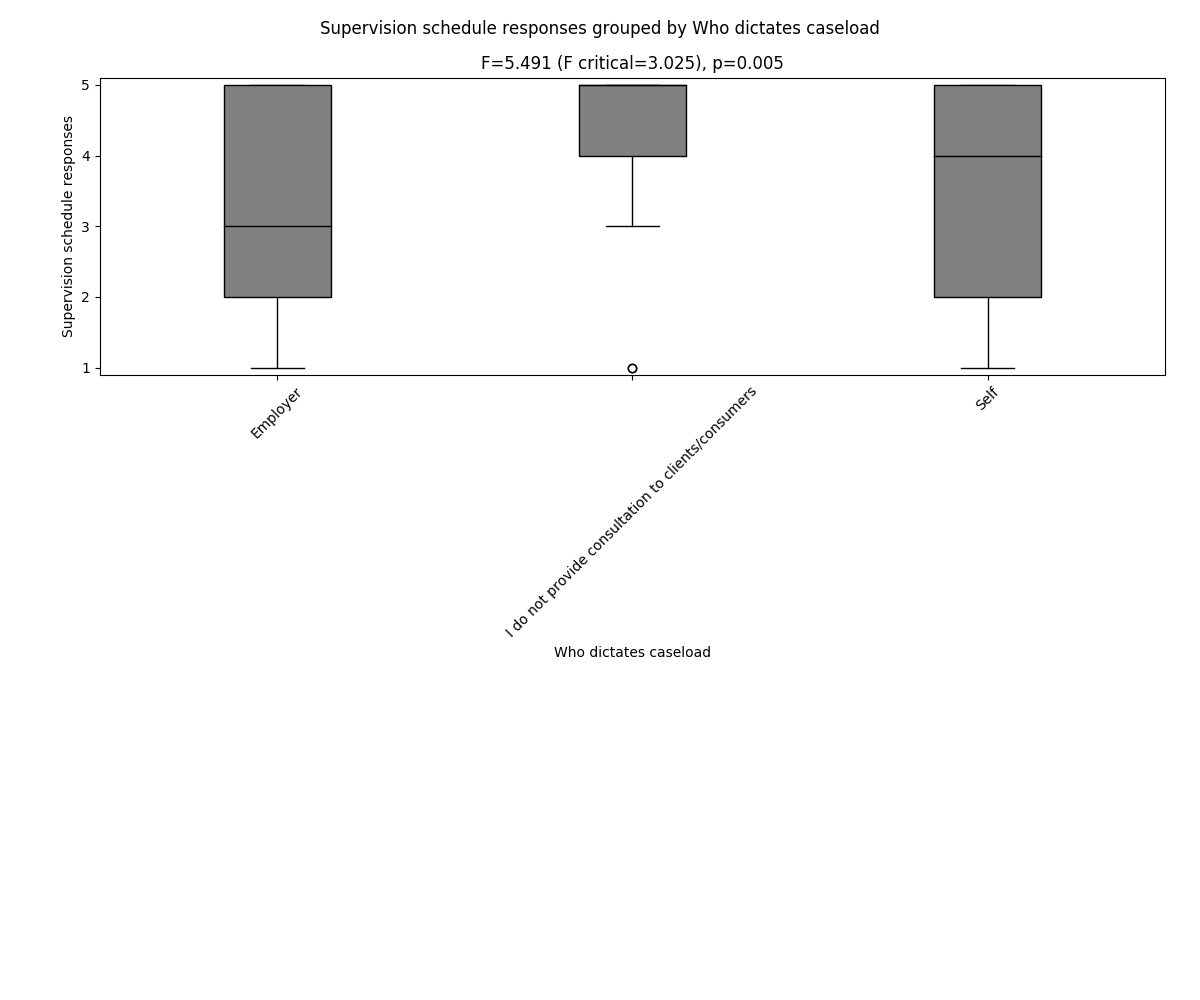 Supervision schedule responses grouped by Who dictates caseload
F=5.491 (F critical=3.025), p=0.005
Supervision schedule responses
5
4
3
2
1
Employer
I do not provide consultation to clients/consumers
Self
Who dictates caseload